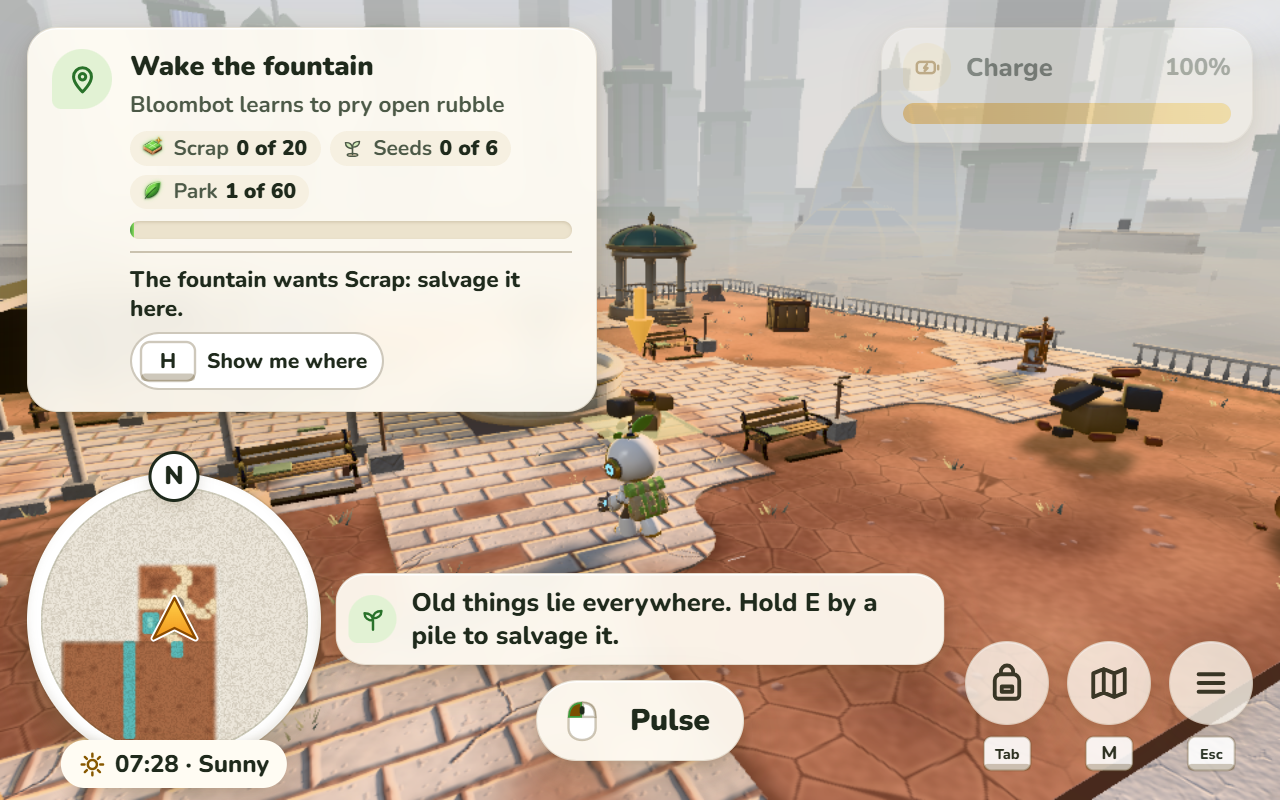 Wake the fountain
Bloombot learns to pry open rubble
Scrap 0 of 20
Seeds 0 of 6
Park 1 of 60
The fountain wants Scrap: salvage it
here.
H Show me where
Charge 100%
N
07:28 · Sunny
Old things lie everywhere. Hold E by a
pile to salvage it.
Pulse
Tab
M
Esc